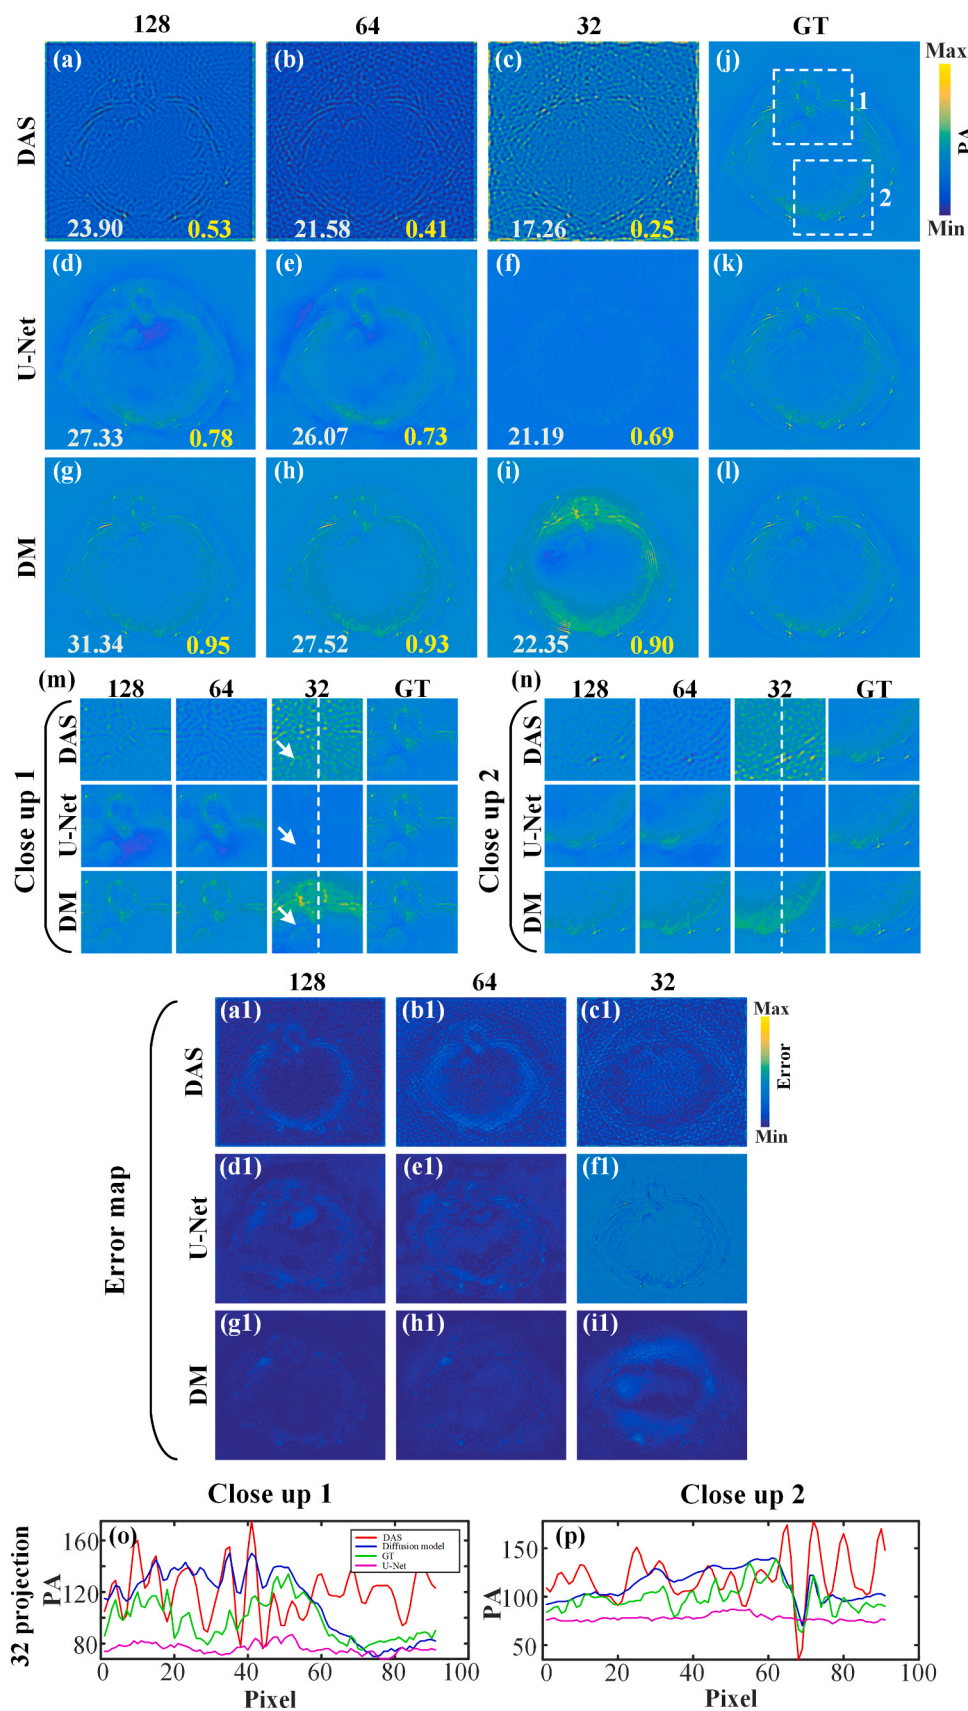 128 64 32 GT
DAS (a) (b) (c) (j) Max
1
2
PA
23.90 0.53 21.58 0.41 17.26 0.25 Min
U-Net (d) (e) (f) (k)
27.33 0.78 26.07 0.73 21.19 0.69
DM (g) (h) (i) (l)
31.34 0.95 27.52 0.93 22.35 0.90
(m) 128 64 32 GT
Close up 1
DAS
U-Net
DM
(n) 128 64 32 GT
Close up 2
DAS
U-Net
DM
128 64 32
Error map
DAS (a1) (b1) (c1) Max
Error
Min
U-Net (d1) (e1) (f1)
DM (g1) (h1) (i1)
32 projection
Close up 1
(o)
DAS
Diffusion model
GT
U-Net
PA
160
120
80
0 20 40 60 80 100
Pixel
Close up 2
(p)
PA
150
100
50
0 20 40 60 80 100
Pixel